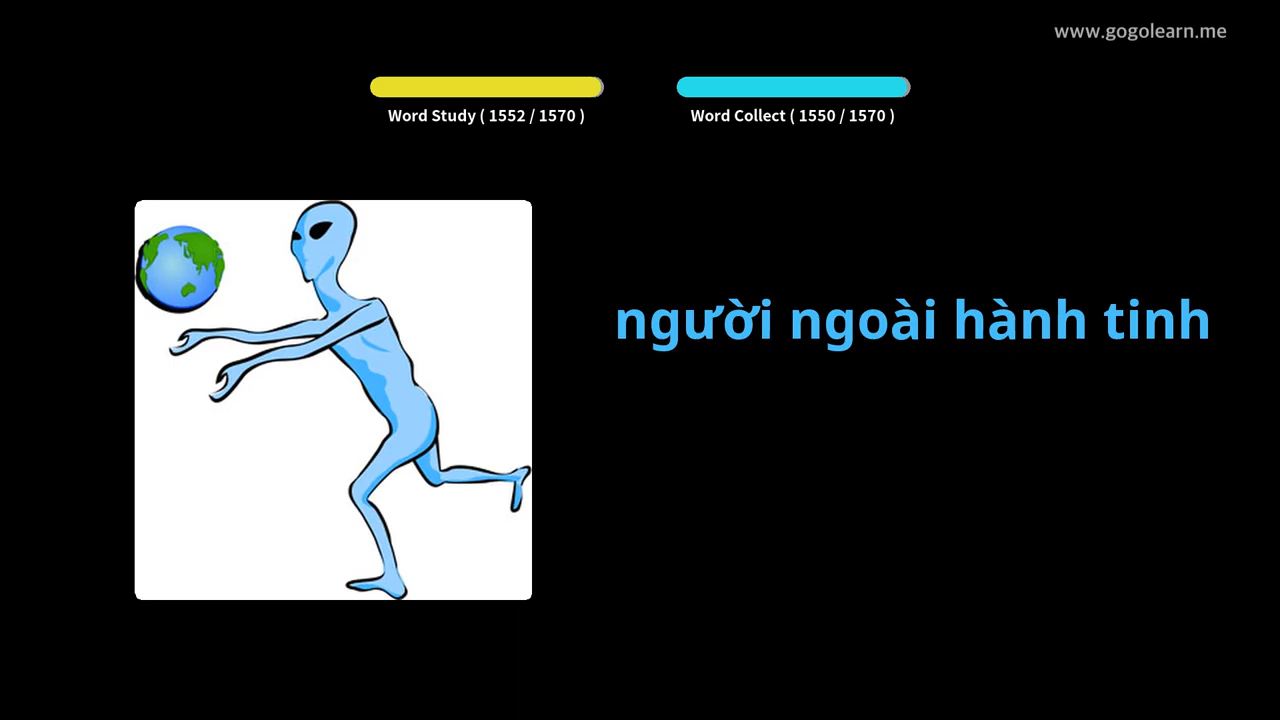 www.gogolearn.me
Word Study ( 1552 / 1570 )
Word Collect ( 1550 / 1570 )
người ngoài hành tinh